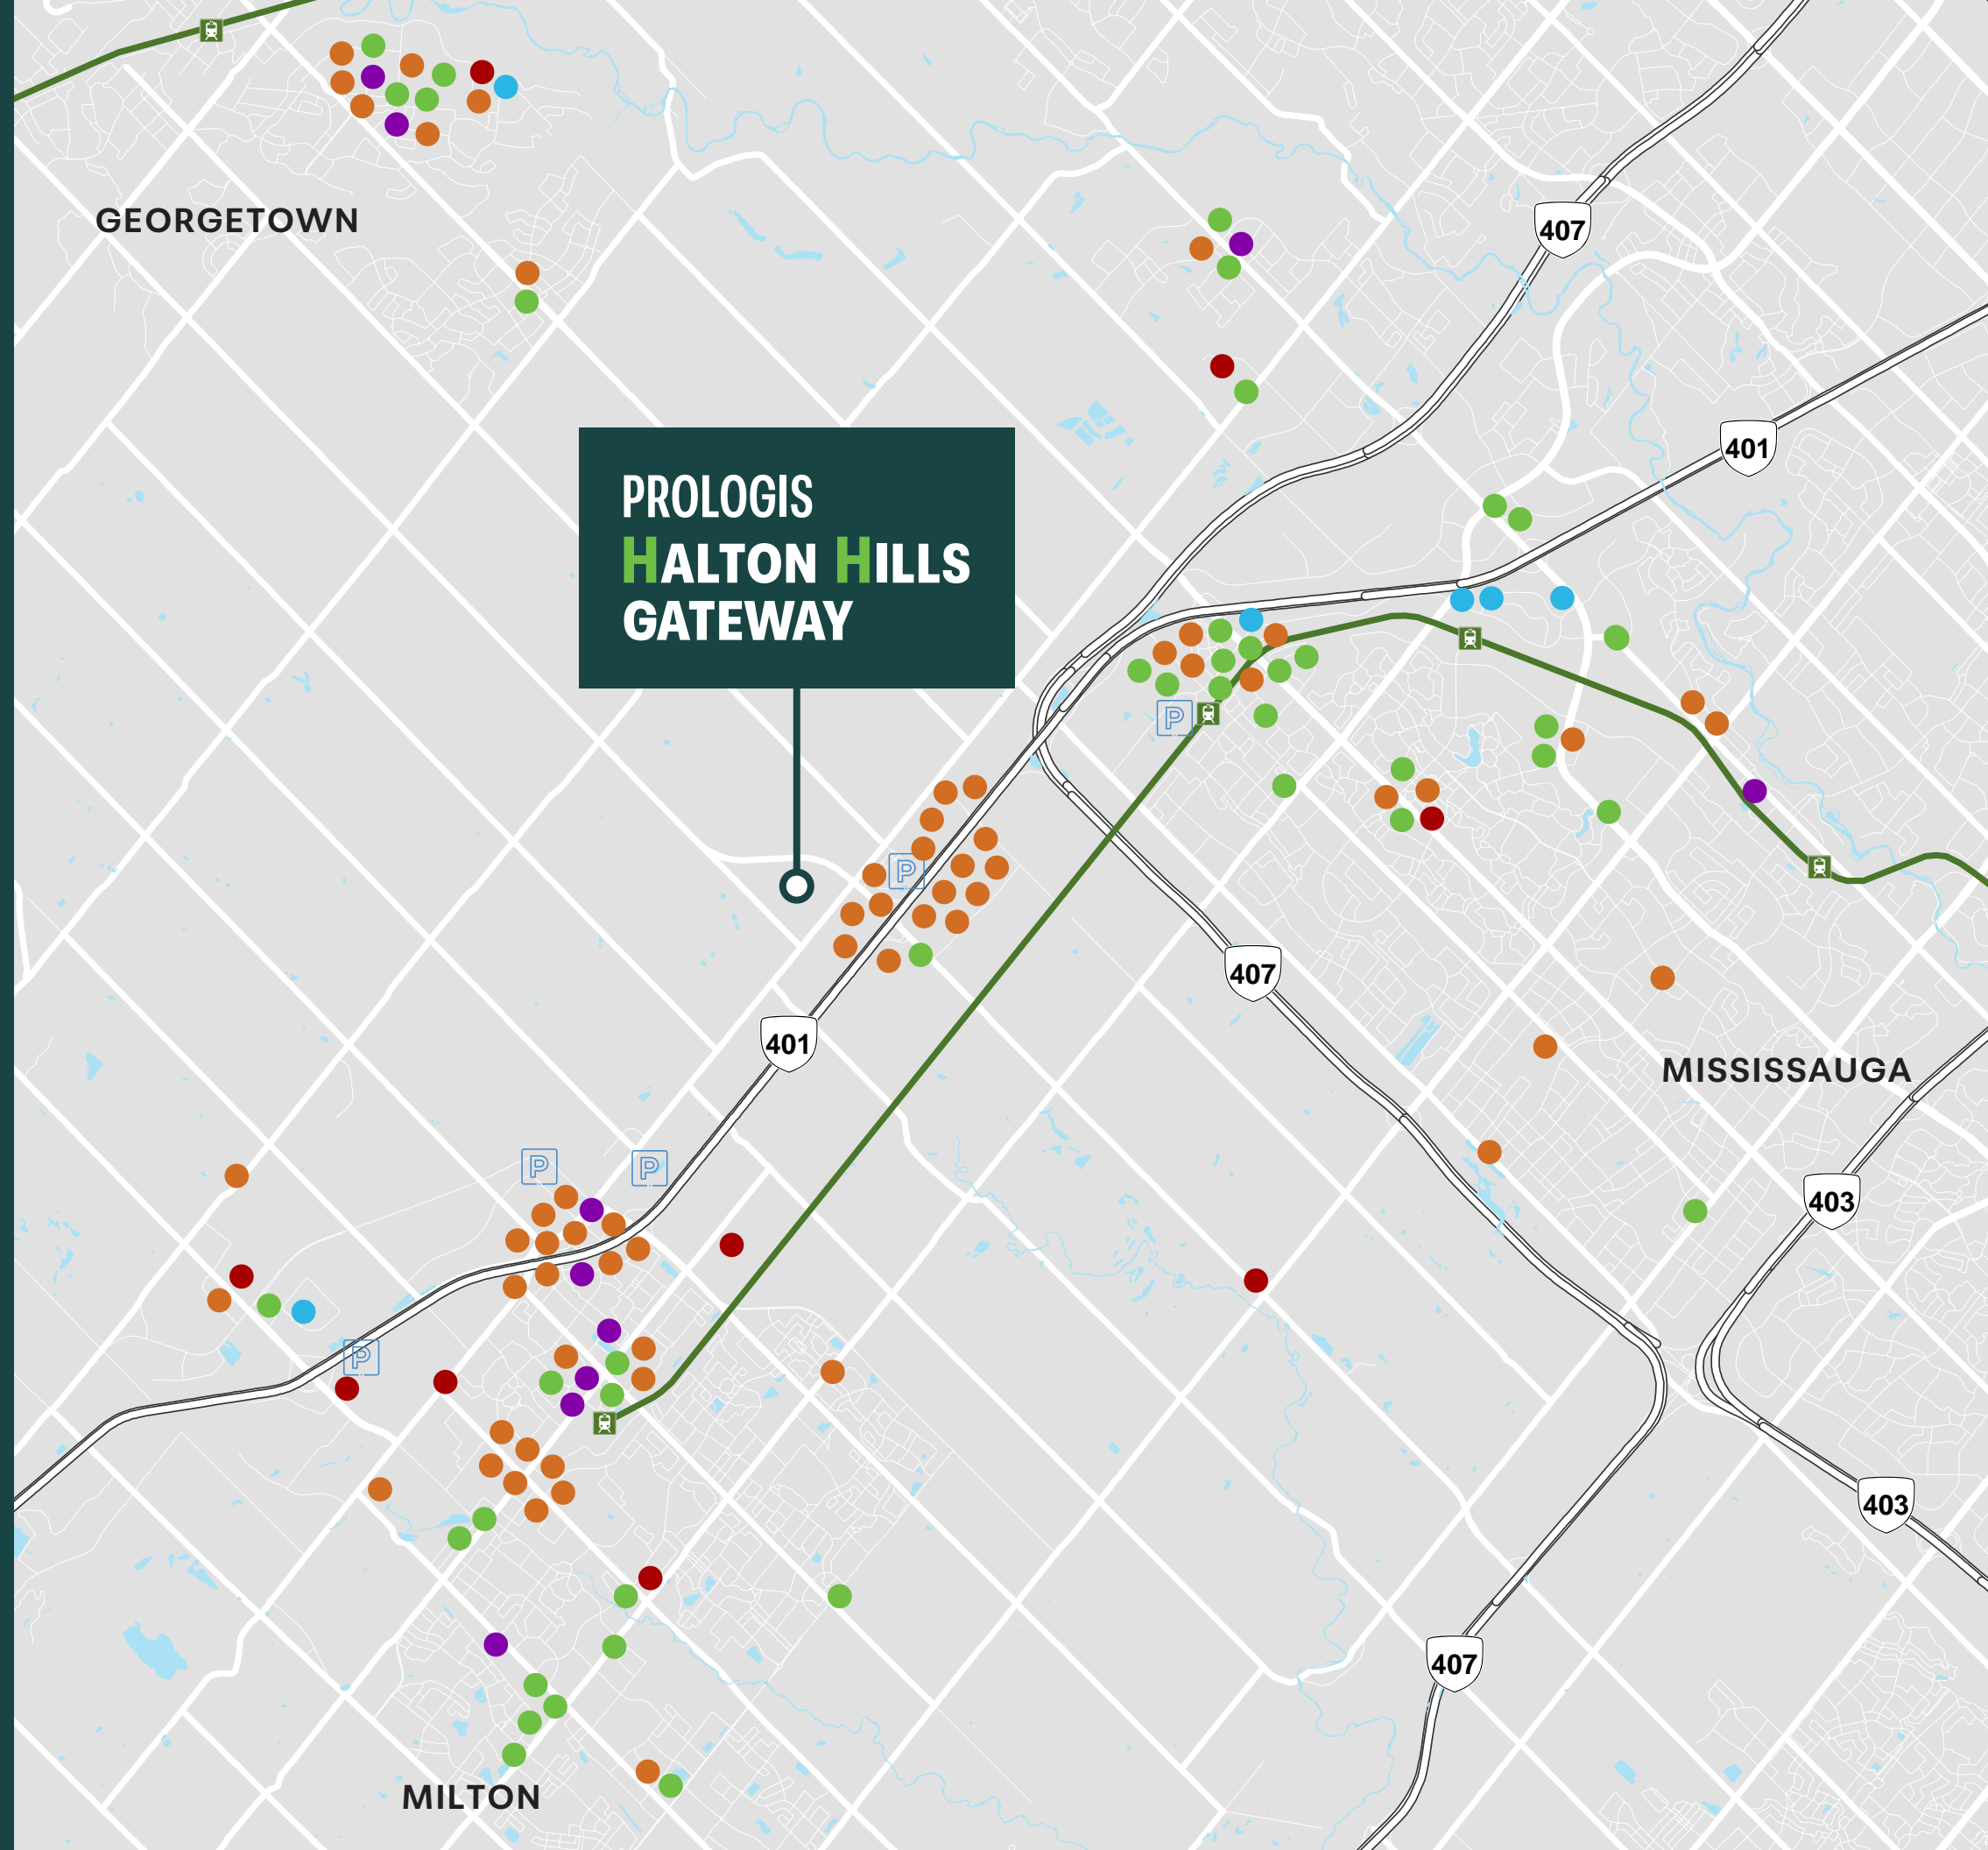 GEORGETOWN
407
401
PROLOGIS
HALTON HILLS
GATEWAY
P
P
407
401
MISSISSAUGA
P
P
403
P
403
407
MILTON